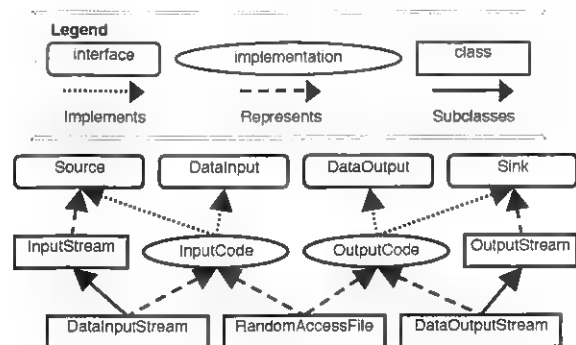 Legend
interface implementation class
Implements Represents Subclasses
Source DataInput DataOutput Sink
InputStream InputCode OutputCode OutputStream
DataInputStream RandomAccessFile DataOutputStream